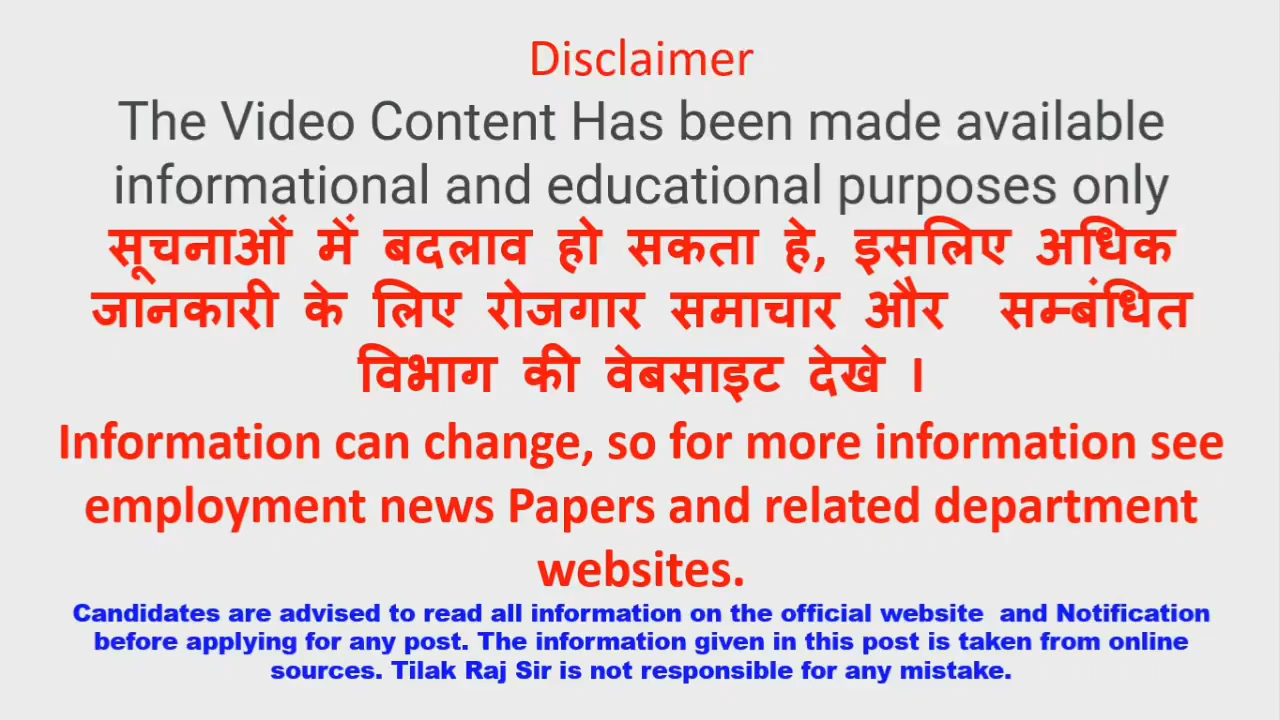 Disclaimer
The Video Content Has been made available
informational and educational purposes only
सूचनाओं में बदलाव हो सकता हे, इसलिए अधिक
जानकारी के लिए रोजगार समाचार और सम्बंधित
विभाग की वेबसाइट देखे ।
Information can change, so for more information see
employment news Papers and related department
websites.
Candidates are advised to read all information on the official website and Notification
before applying for any post. The information given in this post is taken from online
sources. Tilak Raj Sir is not responsible for any mistake.